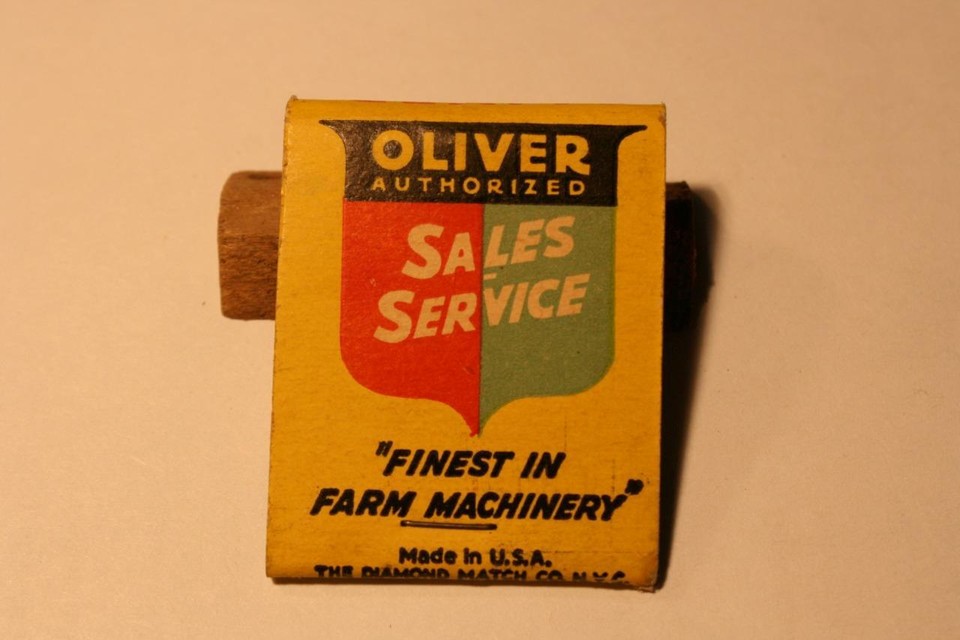 OLIVER
AUTHORIZED
SALES
SERVICE
"FINEST IN
FARM MACHINERY"
Made in U.S.A.
THE DIAMOND MATCH CO. N.Y.C.